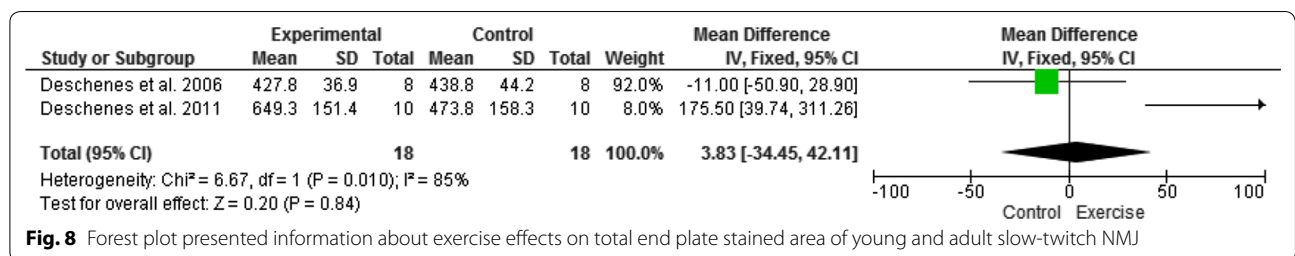 Experimental Control Mean Difference Mean Difference
Study or Subgroup Mean SD Total Mean SD Total Weight IV, Fixed, 95% CI IV, Fixed, 95% CI
Deschenes et al. 2006 427.8 36.9 8 438.8 44.2 8 92.0% -11.00 [-50.90, 28.90]
Deschenes et al. 2011 649.3 151.4 10 473.8 158.3 10 8.0% 175.50 [39.74, 311.26]
Total (95% CI) 18 18 100.0% 3.83 [-34.45, 42.11]
Heterogeneity: Chi² = 6.67, df = 1 (P = 0.010); I² = 85%
Test for overall effect: Z = 0.20 (P = 0.84)
-100 -50 0 50 100
Control Exercise
Fig. 8 Forest plot presented information about exercise effects on total end plate stained area of young and adult slow-twitch NMJ